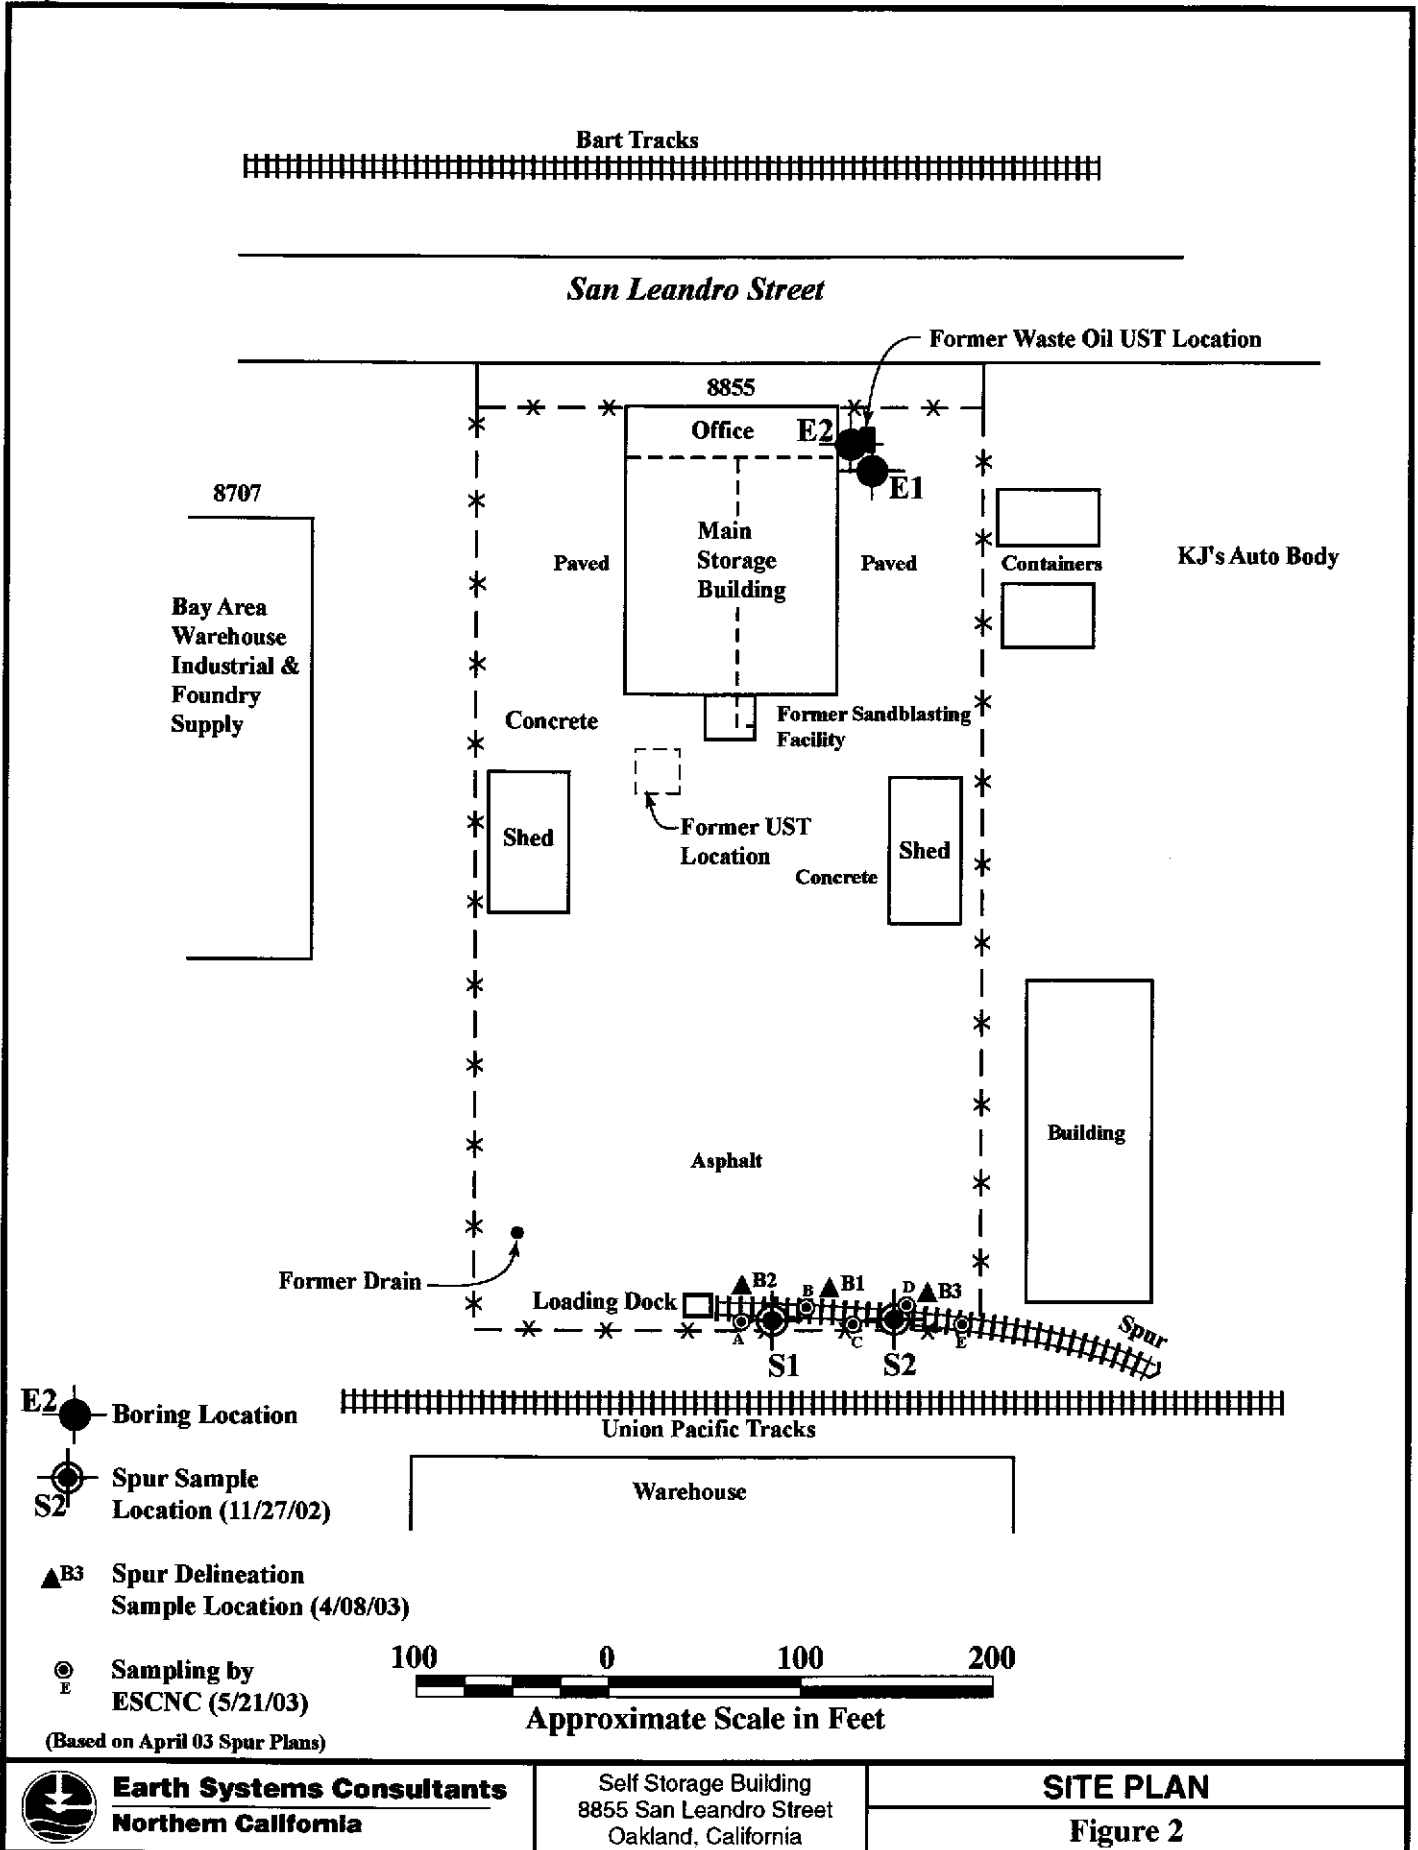 Bart Tracks
San Leandro Street
Former Waste Oil UST Location
8855
Office
E2
E1
8707
Main
Storage
Building
Paved
Paved
Containers
KJ's Auto Body
Bay Area
Warehouse
Industrial &
Foundry
Supply
Concrete
Former Sandblasting
Facility
Former UST
Location
Shed
Shed
Concrete
Building
Asphalt
Former Drain
Loading Dock
B2
B
B1
D
B3
A
C
E
Spur
S1
S2
E2
Boring Location
Union Pacific Tracks
Spur Sample
Location (11/27/02)
S2
Warehouse
B3
Spur Delineation
Sample Location (4/08/03)
E
Sampling by
ESCNC (5/21/03)
(Based on April 03 Spur Plans)
100 0 100 200
Approximate Scale in Feet
Earth Systems Consultants
Northern California
Self Storage Building
8855 San Leandro Street
Oakland, California
SITE PLAN
Figure 2